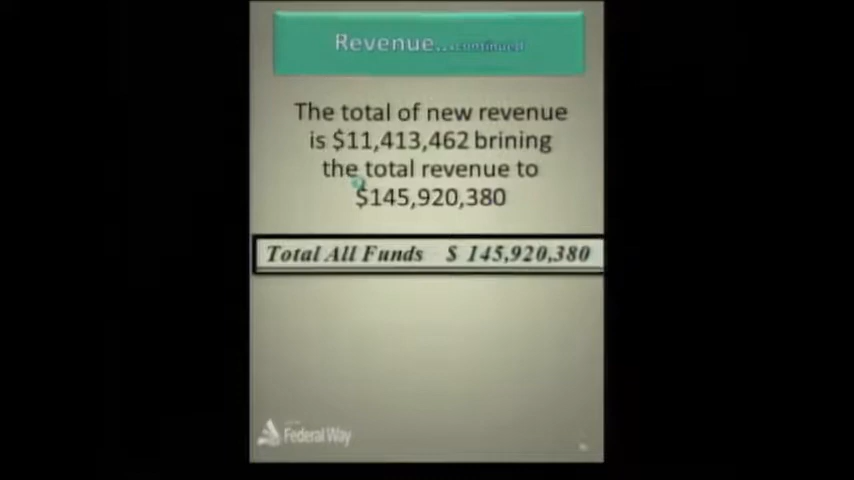 Revenue...continued
The total of new revenue
is $11,413,462 brining
the total revenue to
$145,920,380
Total All Funds $ 145,920,380
Federal Way